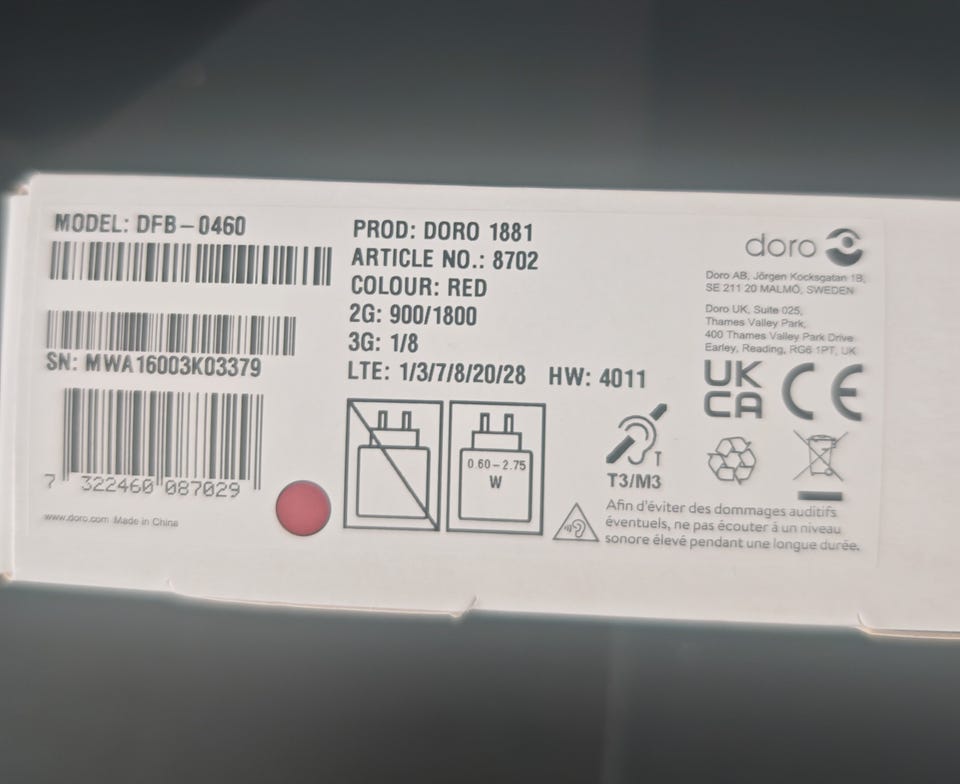 MODEL: DFB-0460
SN: MWA16003K03379
7 322460 087029
www.doro.com Made in China
PROD: DORO 1881
ARTICLE NO.: 8702
COLOUR: RED
2G: 900/1800
3G: 1/8
LTE: 1/3/7/8/20/28 HW: 4011
0.60-2.75
W
doro
Doro AB, Jörgen Kocksgatan 1B,
SE 211 20 MALMÖ, SWEDEN
Doro UK, Suite 025,
Thames Valley Park,
400 Thames Valley Park Drive
Earley, Reading, RG6 1PT, UK
UK
CA
CE
T
T3/M3
Afin d'éviter des dommages auditifs
éventuels, ne pas écouter à un niveau
sonore élevé pendant une longue durée.